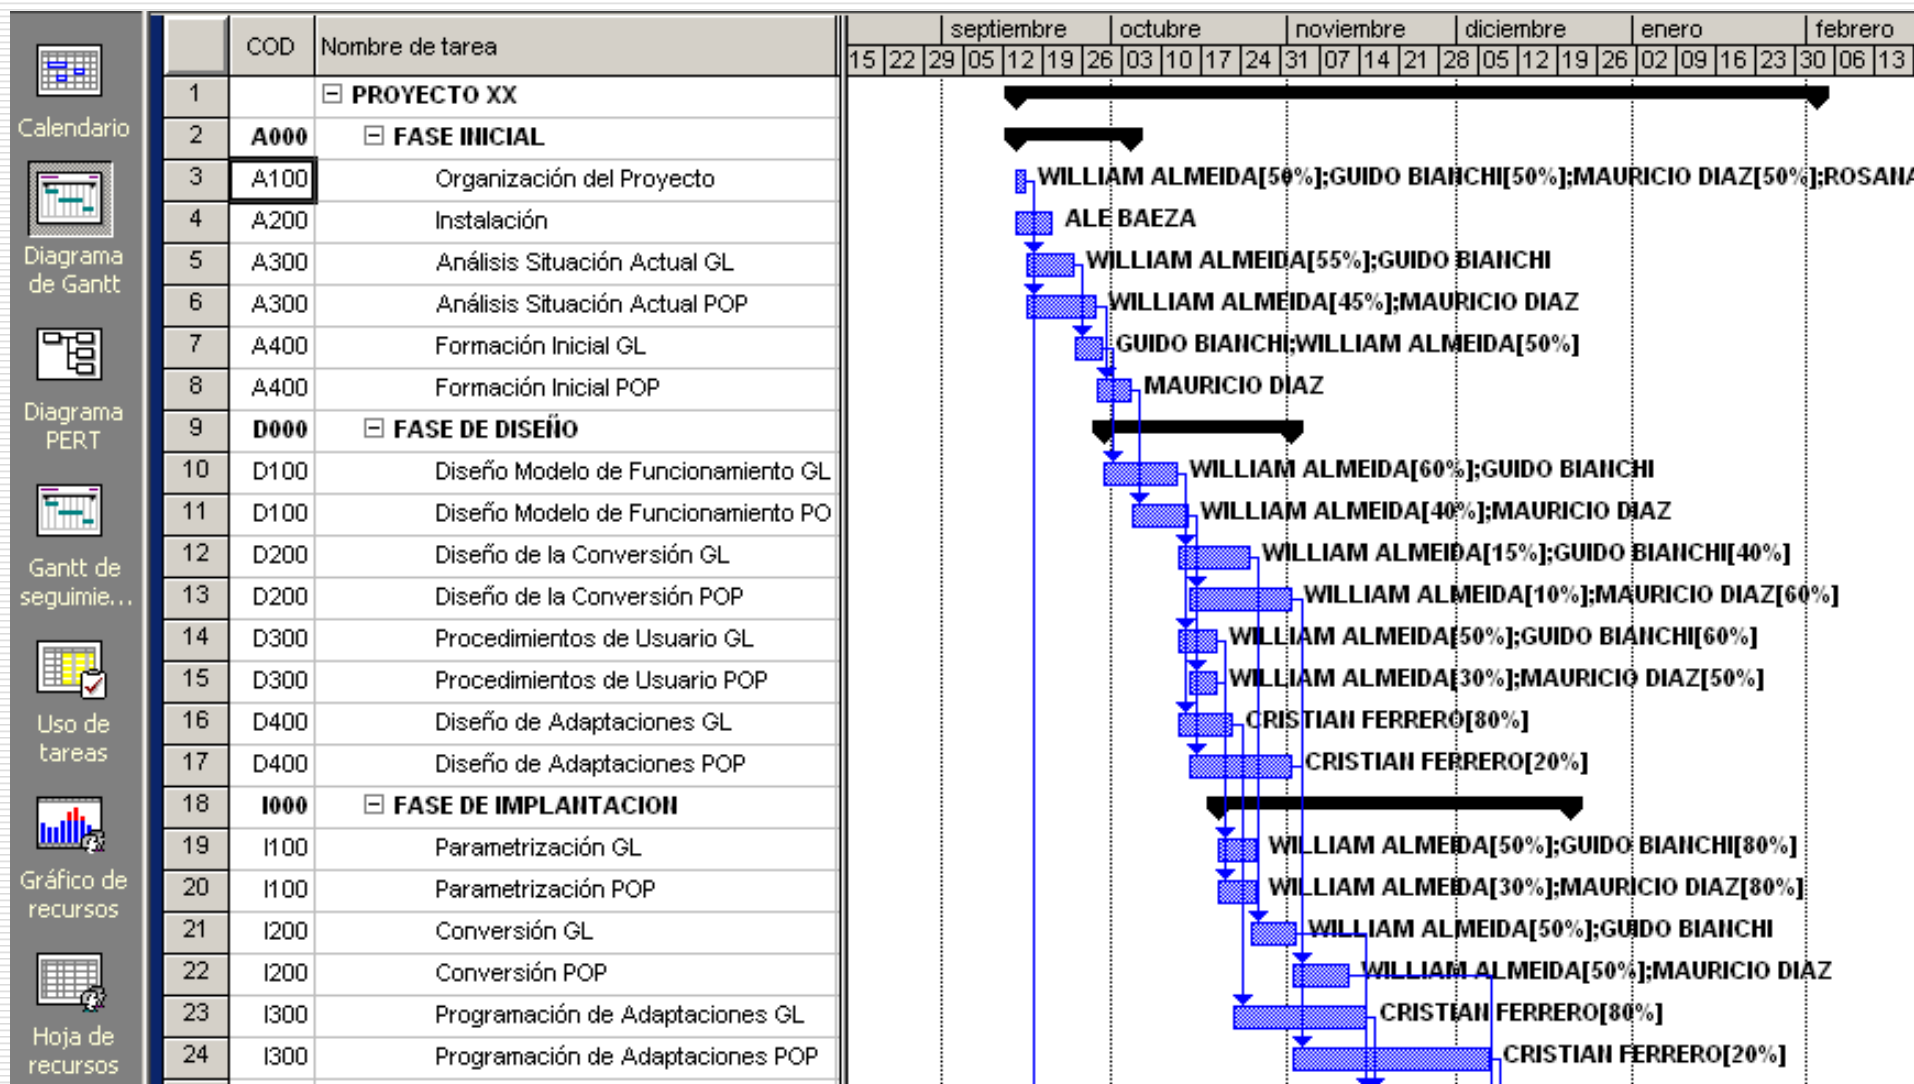 Calendario
Diagrama
de Gantt
Diagrama
PERT
Gantt de
seguimie...
Uso de
tareas
Gráfico de
recursos
Hoja de
recursos
COD Nombre de tarea
septiembre octubre noviembre diciembre enero febrero
15 22 29 05 12 19 26 03 10 17 24 31 07 14 21 28 05 12 19 26 02 09 16 23 30 06 13
1 PROYECTO XX
2 A000 FASE INICIAL
3 A100 Organización del Proyecto WILLIAM ALMEIDA[50%];GUIDO BIANCHI[50%];MAURICIO DIAZ[50%];ROSANA
4 A200 Instalación ALE BAEZA
5 A300 Análisis Situación Actual GL WILLIAM ALMEIDA[55%];GUIDO BIANCHI
6 A300 Análisis Situación Actual POP WILLIAM ALMEIDA[45%];MAURICIO DIAZ
7 A400 Formación Inicial GL GUIDO BIANCHI;WILLIAM ALMEIDA[50%]
8 A400 Formación Inicial POP MAURICIO DIAZ
9 D000 FASE DE DISEÑO
10 D100 Diseño Modelo de Funcionamiento GL WILLIAM ALMEIDA[60%];GUIDO BIANCHI
11 D100 Diseño Modelo de Funcionamiento PO WILLIAM ALMEIDA[40%];MAURICIO DIAZ
12 D200 Diseño de la Conversión GL WILLIAM ALMEIDA[15%];GUIDO BIANCHI[40%]
13 D200 Diseño de la Conversión POP WILLIAM ALMEIDA[10%];MAURICIO DIAZ[60%]
14 D300 Procedimientos de Usuario GL WILLIAM ALMEIDA[50%];GUIDO BIANCHI[60%]
15 D300 Procedimientos de Usuario POP WILLIAM ALMEIDA[30%];MAURICIO DIAZ[50%]
16 D400 Diseño de Adaptaciones GL CRISTIAN FERRERO[80%]
17 D400 Diseño de Adaptaciones POP CRISTIAN FERRERO[20%]
18 I000 FASE DE IMPLANTACION
19 I100 Parametrización GL WILLIAM ALMEIDA[50%];GUIDO BIANCHI[80%]
20 I100 Parametrización POP WILLIAM ALMEIDA[30%];MAURICIO DIAZ[80%]
21 I200 Conversión GL WILLIAM ALMEIDA[50%];GUIDO BIANCHI
22 I200 Conversión POP WILLIAM ALMEIDA[50%];MAURICIO DIAZ
23 I300 Programación de Adaptaciones GL CRISTIAN FERRERO[80%]
24 I300 Programación de Adaptaciones POP CRISTIAN FERRERO[20%]